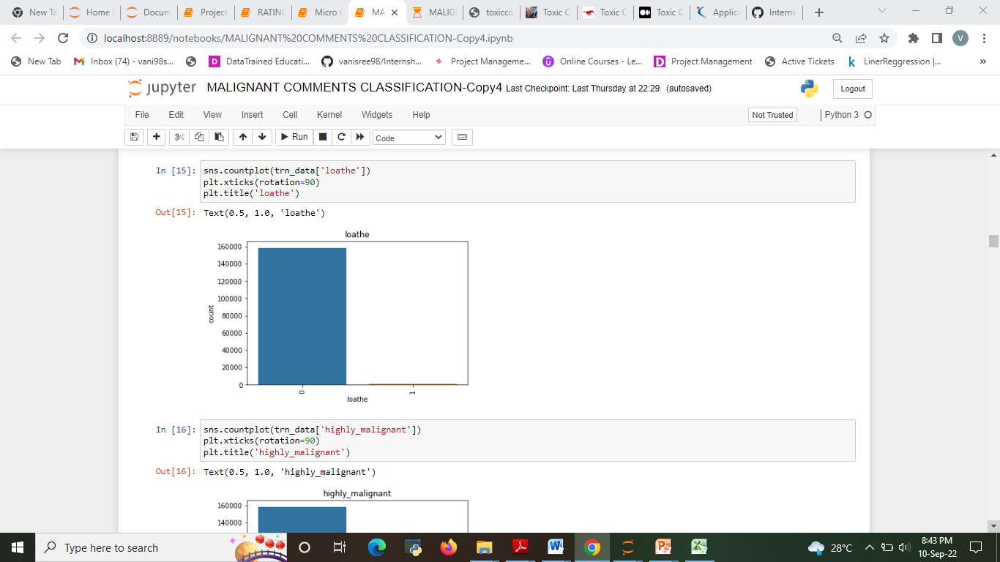 New Ta
Home
Docum
Project
RATING
Micro
MA
MALIG
toxicco
Toxic C
Toxic C
Toxic C
Applica
Interns
localhost:8889/notebooks/MALIGNANT%20COMMENTS%20CLASSIFICATION-Copy4.ipynb
V
New Tab
Inbox (74) - vani98s...
D DataTrained Educati...
vanisree98/Internsh...
Project Manageme...
Online Courses - Le...
D Project Management
Active Tickets
k LinerReggression |...
»
jupyter MALIGNANT COMMENTS CLASSIFICATION-Copy4 Last Checkpoint: Last Thursday at 22:29 (autosaved)
Logout
File Edit View Insert Cell Kernel Widgets Help
Not Trusted
Python 3
Run
Code
In [15]: sns.countplot(trn_data['loathe'])
plt.xticks(rotation=90)
plt.title('loathe')
Out[15]: Text(0.5, 1.0, 'loathe')
loathe
160000
140000
120000
100000
80000
60000
40000
20000
0
count
0
1
loathe
In [16]: sns.countplot(trn_data['highly_malignant'])
plt.xticks(rotation=90)
plt.title('highly_malignant')
Out[16]: Text(0.5, 1.0, 'highly_malignant')
highly_malignant
160000
140000
Type here to search
28°C
8:43 PM
10-Sep-22